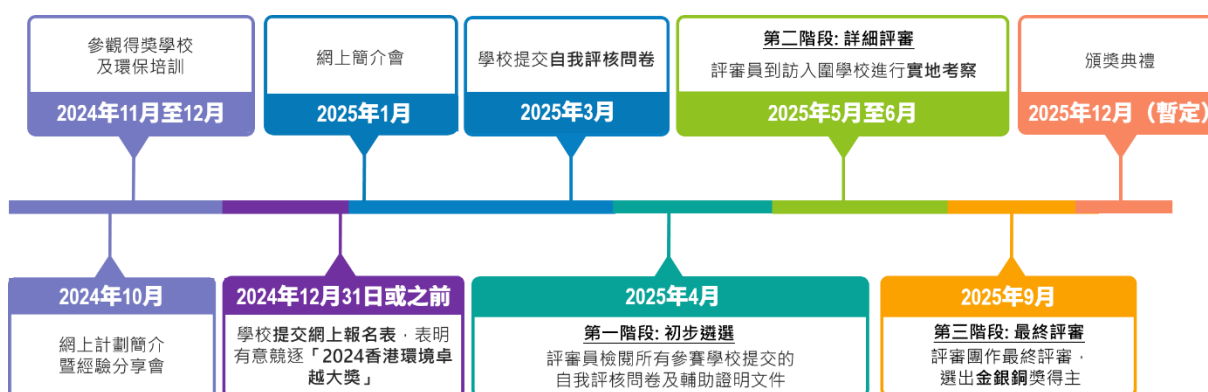 參觀得獎學校
及環保培訓
2024年11月至12月
網上簡介會
2025年1月
學校提交自我評核問卷
2025年3月
第二階段: 詳細評審
評審員到訪入圍學校進行實地考察
2025年5月至6月
頒獎典禮
2025年12月（暫定）
2024年10月
網上計劃簡介
暨經驗分享會
2024年12月31日或之前
學校提交網上報名表﹐表明
有意競逐「2024香港環境卓
越大獎」
2025年4月
第一階段: 初步遴選
評審員檢閱所有參賽學校提交的
自我評核問卷及輔助證明文件
2025年9月
第三階段: 最終評審
評審團作最終評審﹐
選出金銀銅獎得主